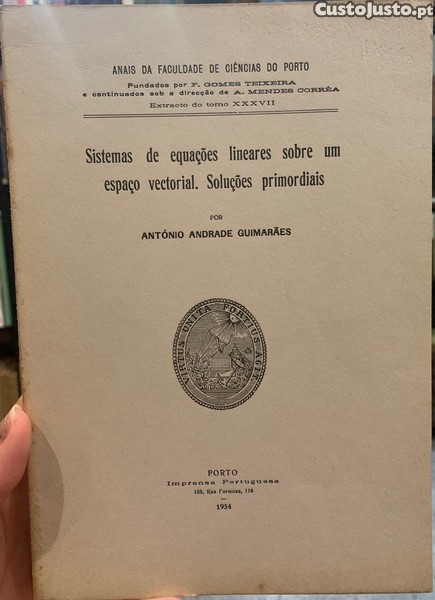 CustoJusto.pt
ANAIS DA FACULDADE DE CIÊNCIAS DO PORTO
Fundados por F. GOMES TEIXEIRA
e continuados sob a direcção de A. MENDES CORRÊA
Extracto do tomo XXXVII
Sistemas de equações lineares sobre um
espaço vectorial. Soluções primordiais
POR
ANTÓNIO ANDRADE GUIMARÃES
VIRTUS UNITA FORTIUS AGIT
PORTO
Imprensa Portuguesa
108, Rua Formosa, 116
1954